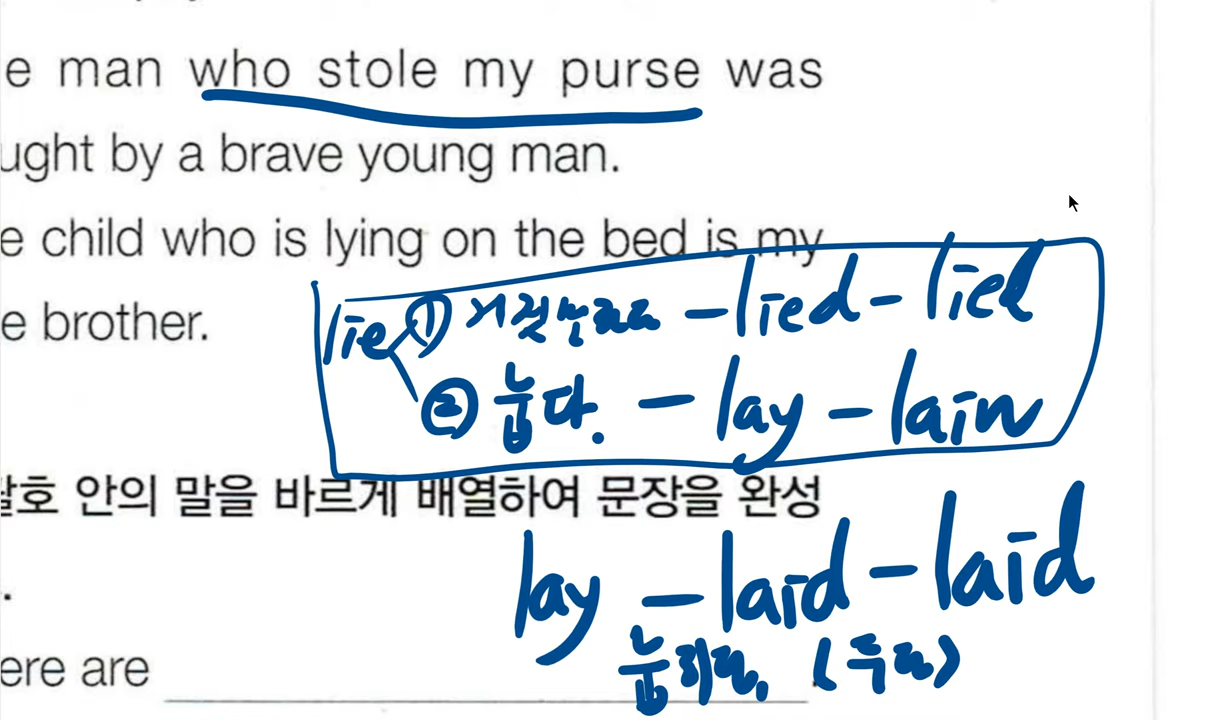 e man who stole my purse was
ught by a brave young man.
e child who is lying on the bed is my
e brother.
lie ① 거짓말하다 - lied - lied
② 눕다. - lay - lain
괄호 안의 말을 바르게 배열하여 문장을 완성
.
lay - laid - laid
눕히다. (두다)
ere are